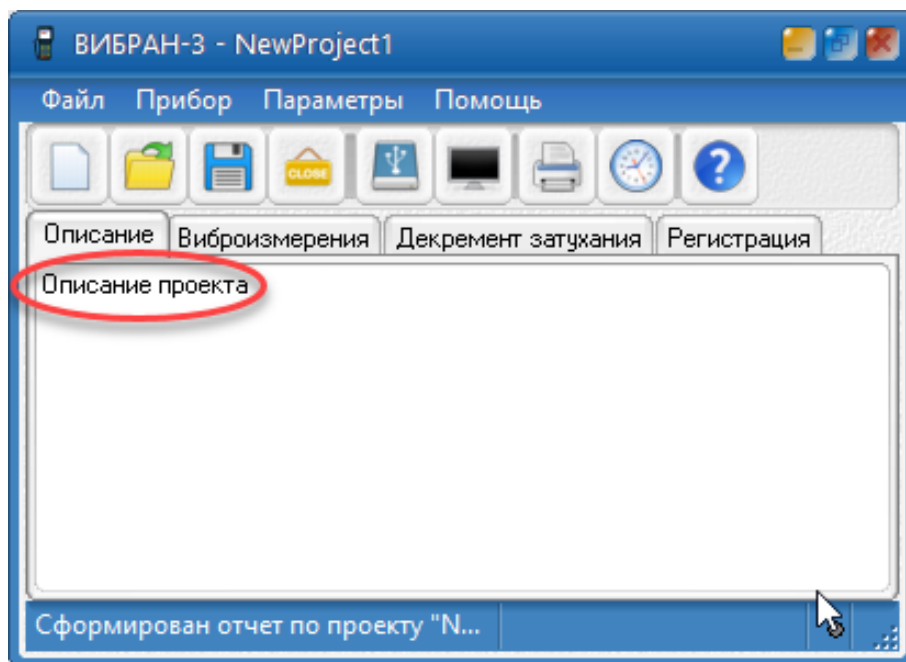 ВИБРАН-3 - NewProject1
Файл Прибор Параметры Помощь
CLOSE
Описание Виброизмерения Декремент затухания Регистрация
Описание проекта
Сформирован отчет по проекту "N...